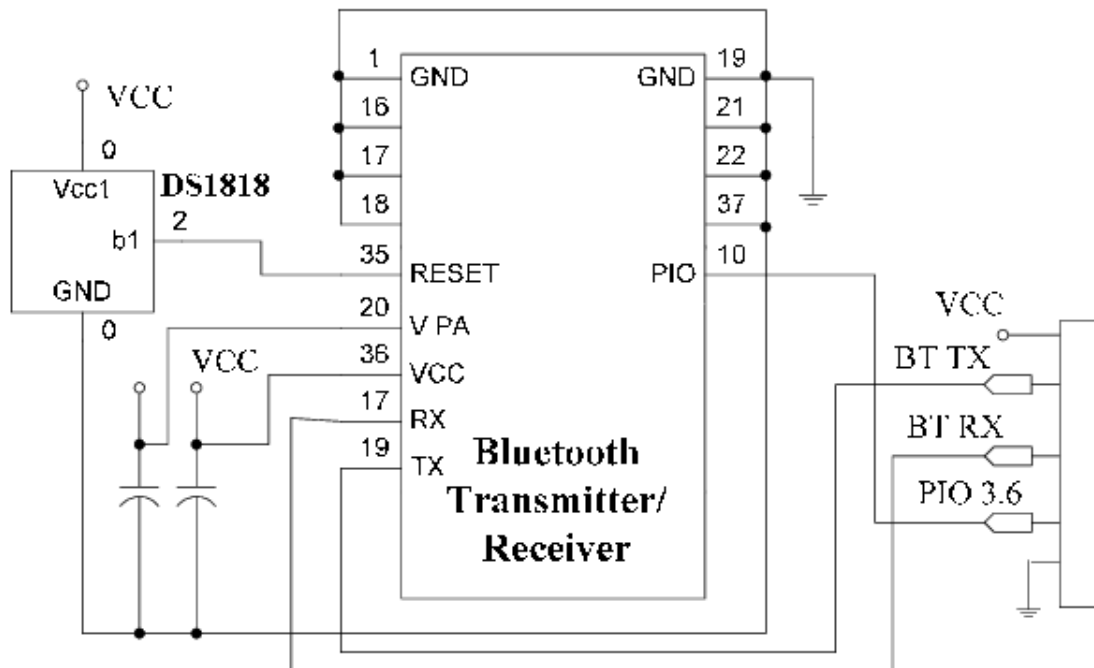 1
GND
19
GND
VCC
16
21
0
17
22
Vcc1
DS1818
18
37
b1
2
35
RESET
10
PIO
GND
0
20
V PA
VCC
VCC
36
VCC
BT TX
17
RX
BT RX
19
TX
Bluetooth
Transmitter/
Receiver
PIO 3.6